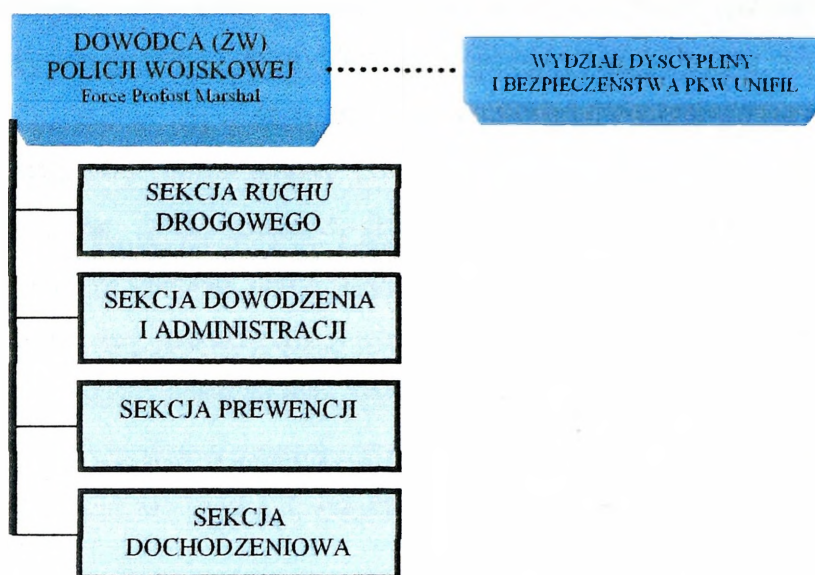 DOWODCA (ŻW)
POLICJI WOJSKOWEJ
Force Profost Marshal
WYDZIAŁ DYSCYPLINY
I BEZPIECZEŃSTWA PKW UNIFIL
SEKCJA RUCHU
DROGOWEGO
SEKCJA DOWODZENIA
I ADMINISTRACJI
SEKCJA PREWENCJI
SEKCJA
DOCHODZENIOWA